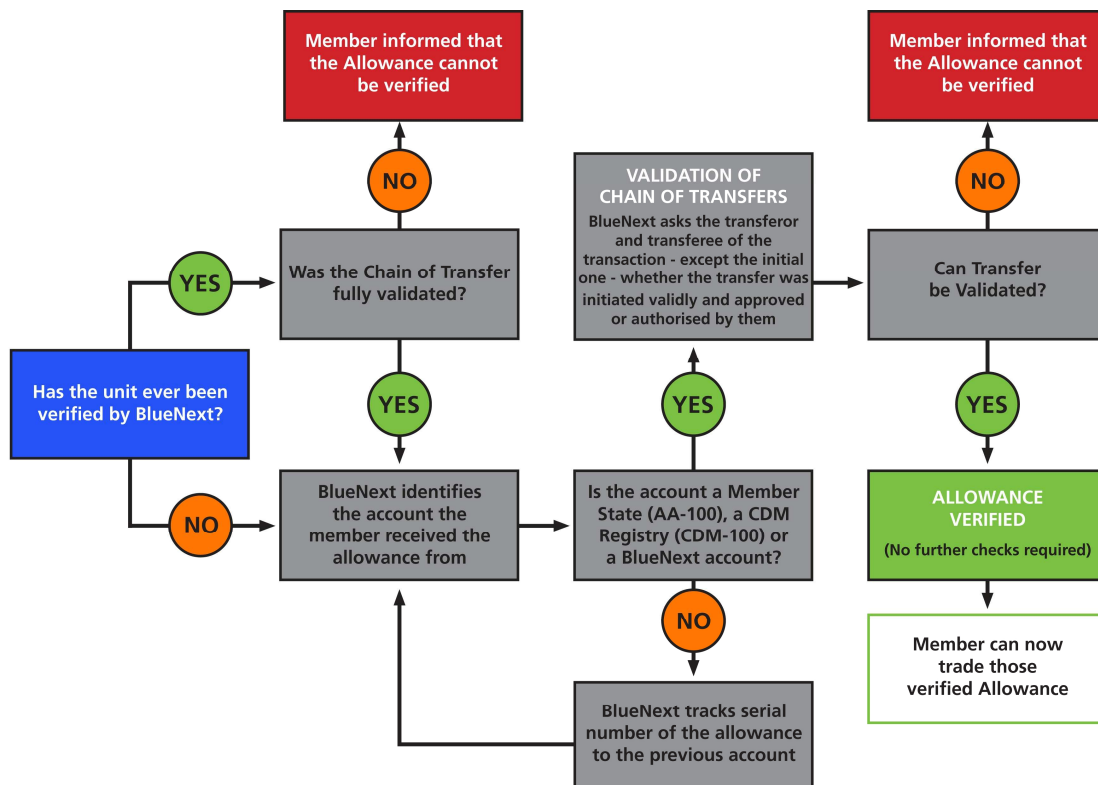 Member informed that
the Allowance cannot
be verified
Member informed that
the Allowance cannot
be verified
NO
NO
VALIDATION OF
CHAIN OF TRANSFERS
BlueNext asks the transferor
and transferee of the
transaction - except the initial
one - whether the transfer was
initiated validly and approved
or authorised by them
YES
Was the Chain of Transfer
fully validated?
Can Transfer
be Validated?
Has the unit ever been
verified by BlueNext?
YES
YES
YES
NO
BlueNext identifies
the account the
member received the
allowance from
Is the account a Member
State (AA-100), a CDM
Registry (CDM-100) or
a BlueNext account?
ALLOWANCE
VERIFIED
(No further checks required)
NO
Member can now
trade those
verified Allowance
BlueNext tracks serial
number of the allowance
to the previous account